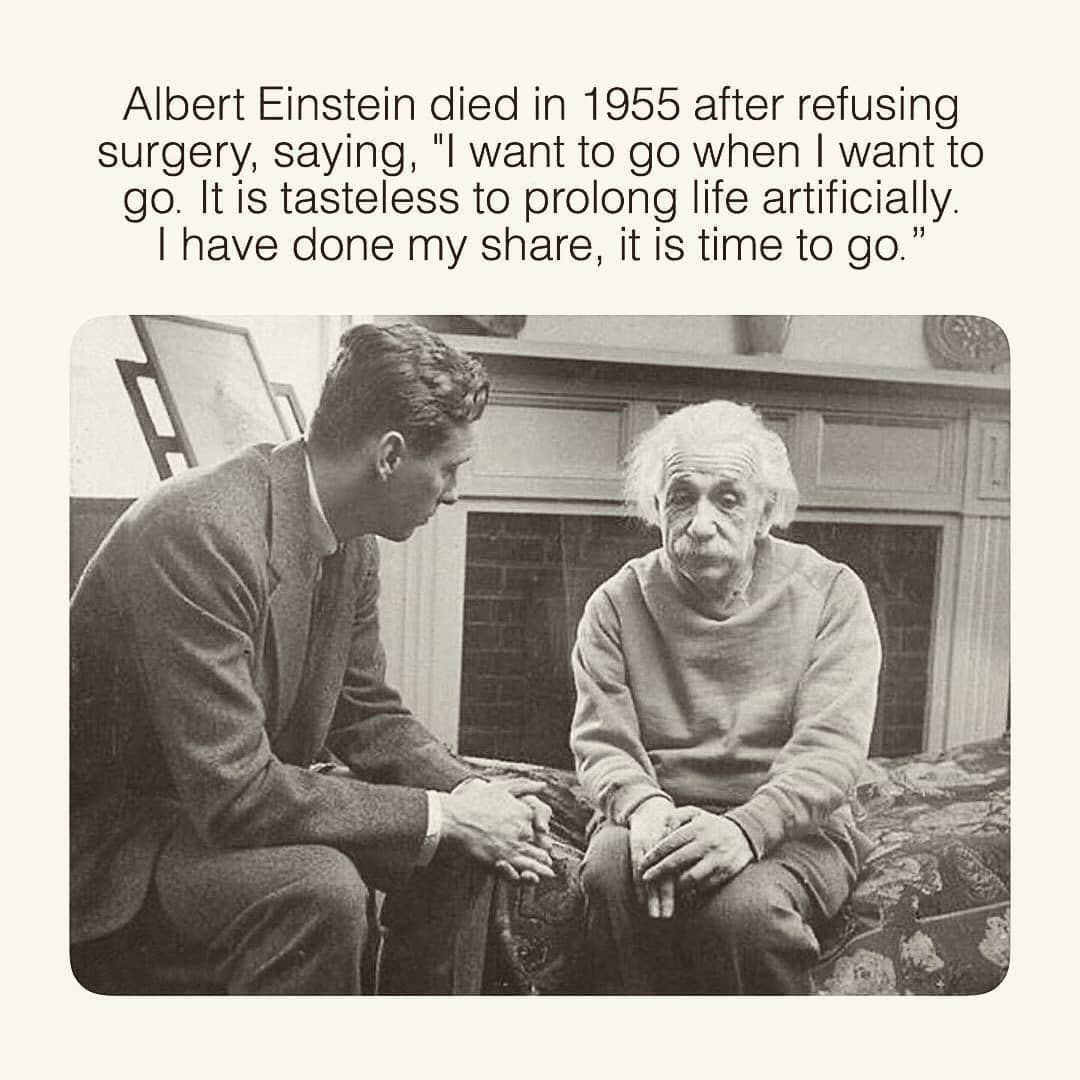 Albert Einstein died in 1955 after refusing
surgery, saying, "I want to go when I want to
go. It is tasteless to prolong life artificially.
I have done my share, it is time to go.”